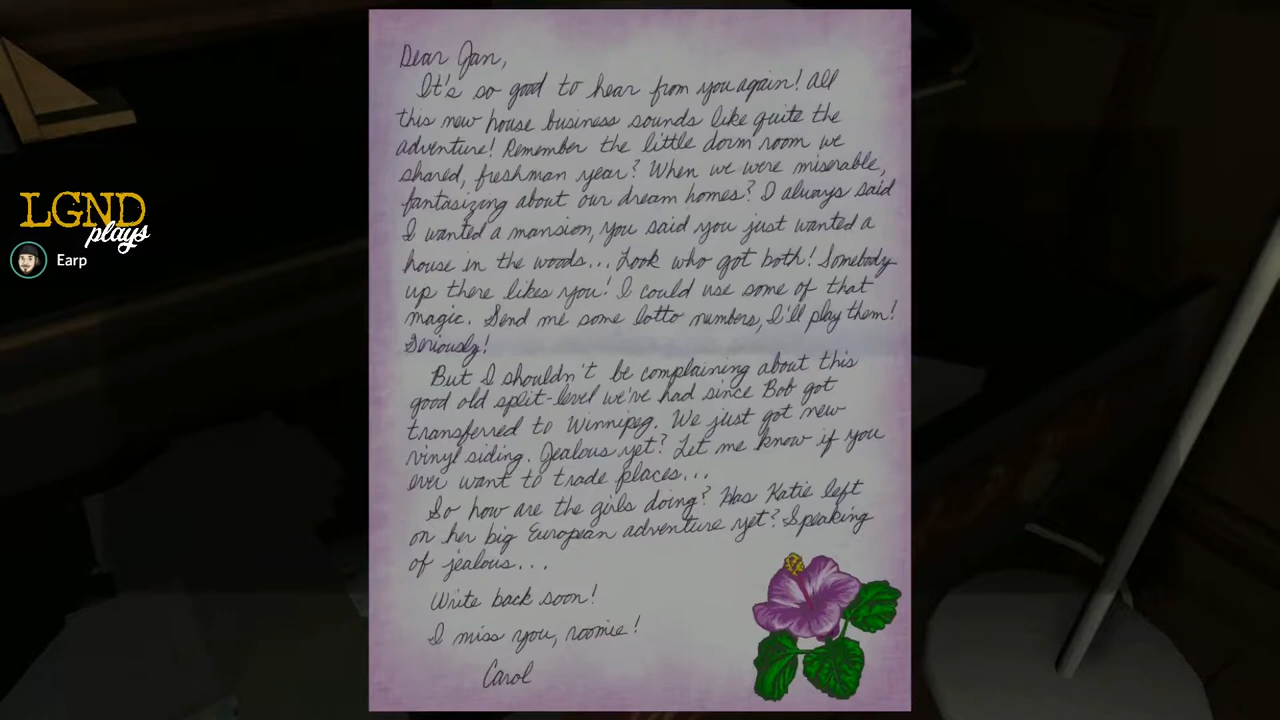 LGND
plays
Earp
Dear Jan,
It's so good to hear from you again! All
this new house business sounds like quite the
adventure! Remember the little dorm room we
shared, freshman year? When we were miserable,
fantasizing about our dream homes? I always said
I wanted a mansion, you said you just wanted a
house in the woods... Look who got both! Somebody
up there likes you! I could use some of that
magic. Send me some lotto numbers, I'll play them!
Seriously!
But I shouldn't be complaining about this
good old split-level we've had since Bob got
transferred to Winnipeg. We just got new
vinyl siding. Jealous yet? Let me know if you
ever want to trade places...
So how are the girls doing? Has Katie left
on her big European adventure yet? Speaking
of jealous...
Write back soon!
I miss you, roomie!
Carol